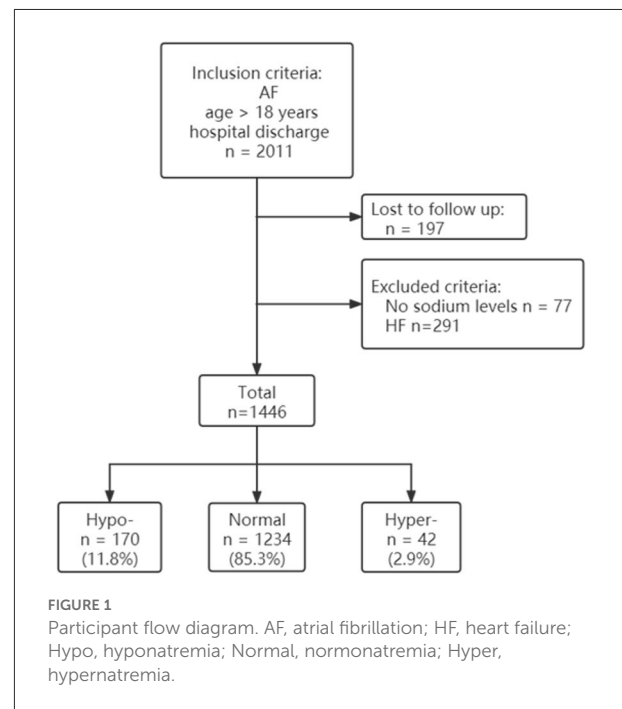 Inclusion criteria:
AF
age > 18 years
hospital discharge
n = 2011
Lost to follow up:
n = 197
Excluded criteria:
No sodium levels n = 77
HF n=291
Total
n=1446
Hypo-
n = 170
(11.8%)
Normal
n = 1234
(85.3%)
Hyper-
n = 42
(2.9%)
FIGURE 1
Participant flow diagram. AF, atrial fibrillation; HF, heart failure;
Hypo, hyponatremia; Normal, normonatremia; Hyper,
hypernatremia.